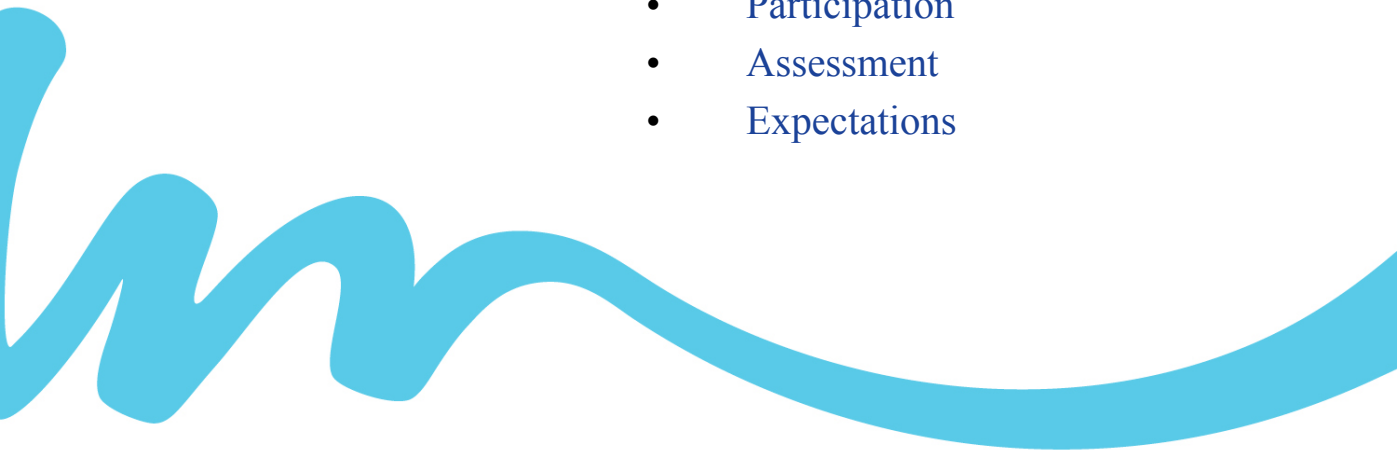 • Participation
• Assessment
• Expectations